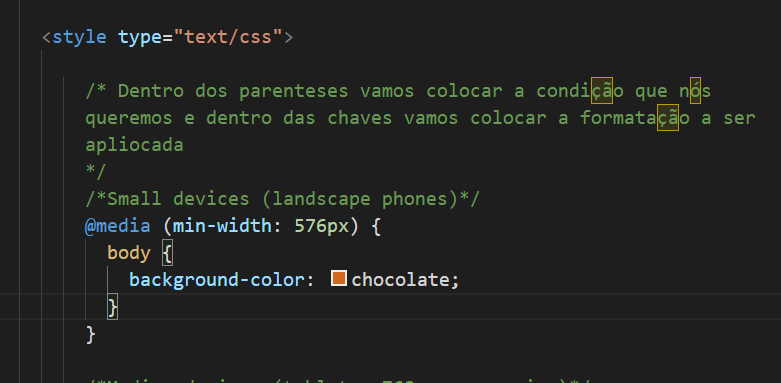 <style type="text/css">
/* Dentro dos parenteses vamos colocar a condição que nós
queremos e dentro das chaves vamos colocar a formatação a ser
apliocada
*/
/*Small devices (landscape phones)*/
@media (min-width: 576px) {
body {
background-color: chocolate;
}
}